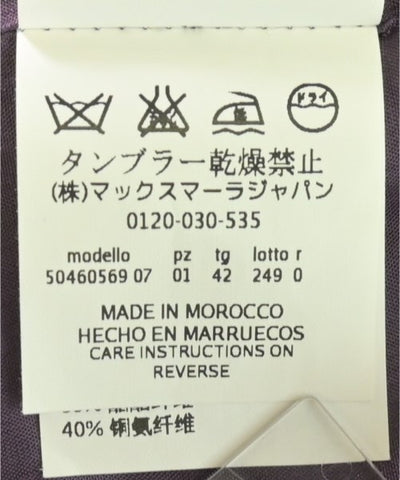 ドライ
タンブラー乾燥禁止
(株)マックスマーラジャパン
0120-030-535
modello pz tg lotto r
50460569 07 01 42 249 0
MADE IN MOROCCO
HECHO EN MARRUECOS
CARE INSTRUCTIONS ON
REVERSE
40% 铜氨纤维